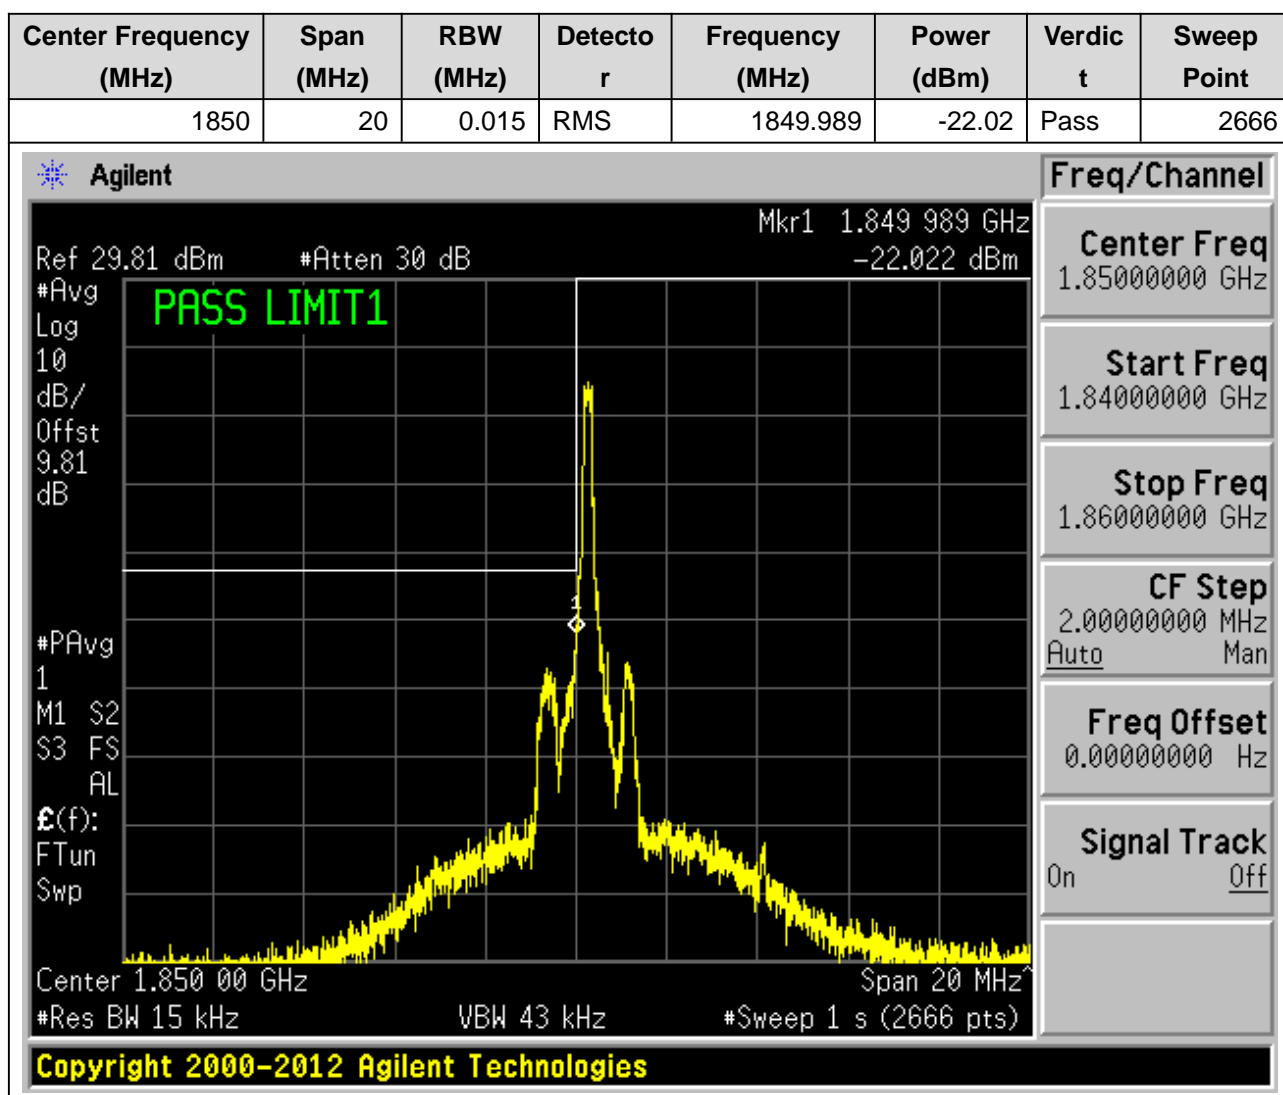 Center Frequency (MHz) Span (MHz) RBW (MHz) Detecto r Frequency (MHz) Power (dBm) Verdic t Sweep Point
1850 20 0.015 RMS 1849.989 -22.02 Pass 2666
Agilent
Freq/Channel
Mkr1 1.849 989 GHz
Ref 29.81 dBm #Atten 30 dB -22.022 dBm
#Avg
Log
10
dB/
Offst
9.81
dB
PASS LIMIT1
1
#PAvg
1
M1 S2
S3 FS
AL
£(f):
FTun
Swp
Center 1.850 00 GHz Span 20 MHz^
#Res BW 15 kHz VBW 43 kHz #Sweep 1 s (2666 pts)
Center Freq
1.85000000 GHz
Start Freq
1.84000000 GHz
Stop Freq
1.86000000 GHz
CF Step
2.00000000 MHz
Auto Man
Freq Offset
0.00000000 Hz
Signal Track
On Off
Copyright 2000-2012 Agilent Technologies